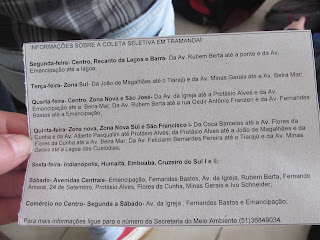 INFORMAÇÕES SOBRE A COLETA SELETIVA EM TRAMANDAÍ:
Segunda-feira- Centro, Recanto da Lagoa e Barra- Da Av. Rubem Berta até a ponte e da Av.
Emancipação até a lagoa;
Terça-feira- Zona Sul- Da João de Magalhães até o Tiarajú e da Av. Minas Gerais até a Av. Beira Mar;
Quarta-feira- Centro, Zona Nova e São José- Da Av. da Igreja até a Protásio Alves e da Av.
Emancipação até a Beira Mar; Da Av. Rubem Berta até a rua Gedir Antônio Franzen e da Av. Fernandes
Bastos até a Emancipação;
Quinta-feira- Zona nova, Zona Nova Sul e São Francisco I- Da Coca Barcelos até a Av. Flores da
Cunha e da Av. Alberto Pasqualini até Protásio Alves; da Protásio Alves até a João de Magalhães e da
Flores da Cunha até a Av. Beira Mar; Da Av. Feliciano Bernardes Pereira até o Tiarajú e da Av. Minas
Gerais até a Lagoa das Custódias;
Sexta-feira- Indianópolis, Humaitá, Emboaba, Cruzeiro do Sul I e II;
Sábado- Avenidas Centrais- Emancipação, Fernandes Bastos, Av. da Igreja, Rubem Berta, Fernando
Amaral, 24 de Setembro, Protásio Alves, Flores da Cunha, Minas Gerais e Ivo Schneider;
Comércio no Centro- Segunda a Sábado- Av. da Igreja, Fernandes Bastos e Emancipação;
Para mais informações ligue para o número da Secretaria do Meio Ambiente (51)36849034.